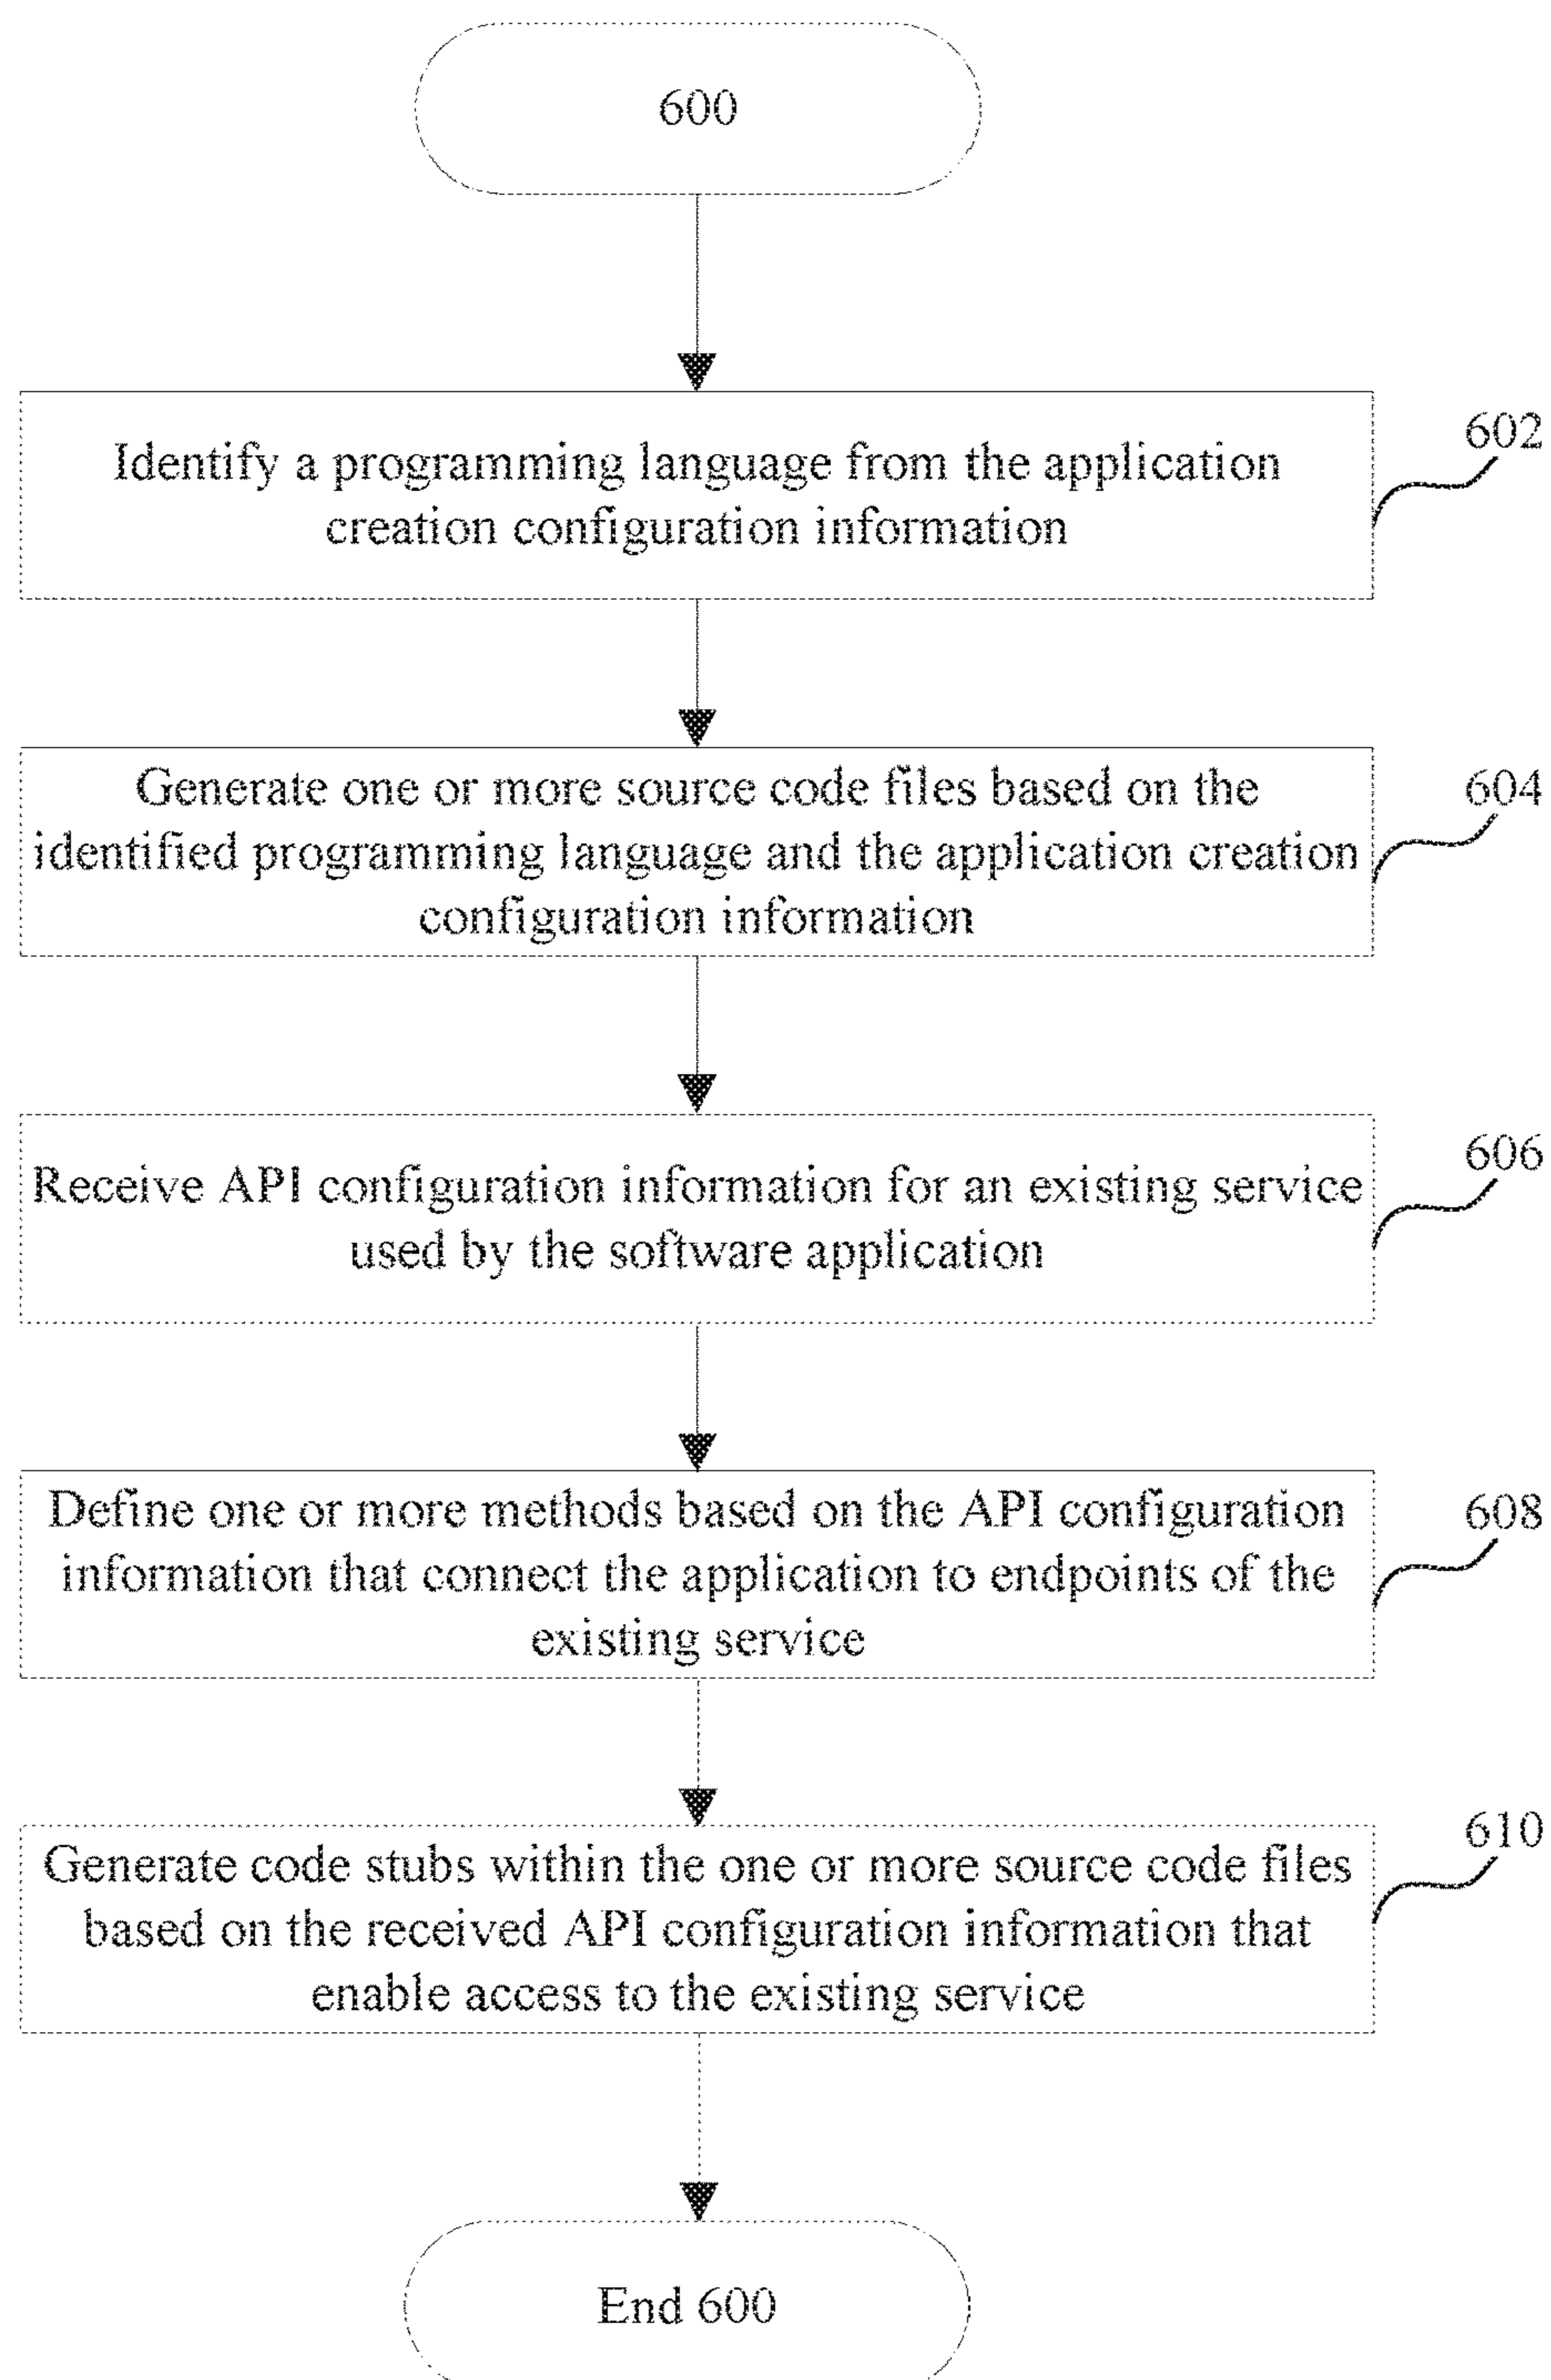 600
Identify a programming language from the application
creation configuration information
602
Generate one or more source code files based on the
identified programming language and the application creation
configuration information
604
Receive API configuration information for an existing service
used by the software application
606
Define one or more methods based on the API configuration
information that connect the application to endpoints of the
existing service
608
Generate code stubs within the one or more source code files
based on the received API configuration information that
enable access to the existing service
610
End 600